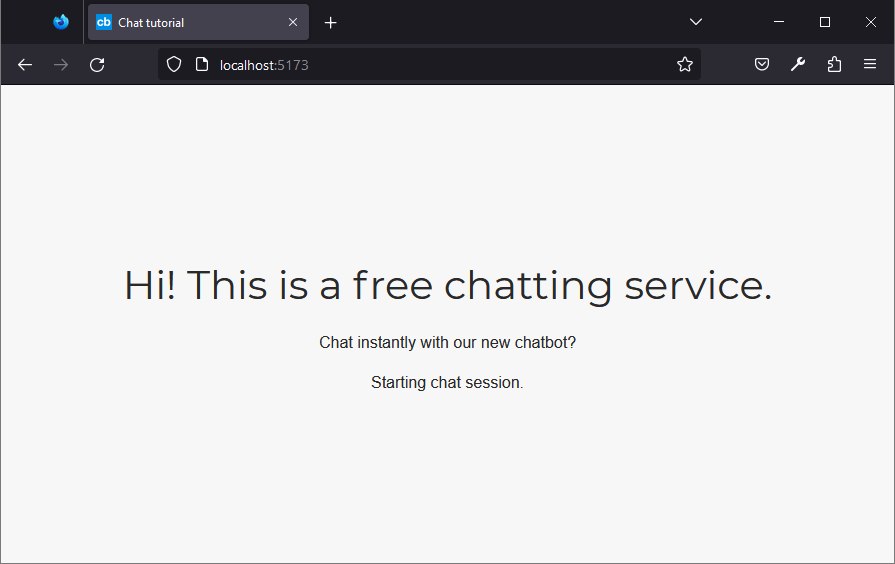 cb Chat tutorial
localhost:5173
Hi! This is a free chatting service.
Chat instantly with our new chatbot?
Starting chat session.